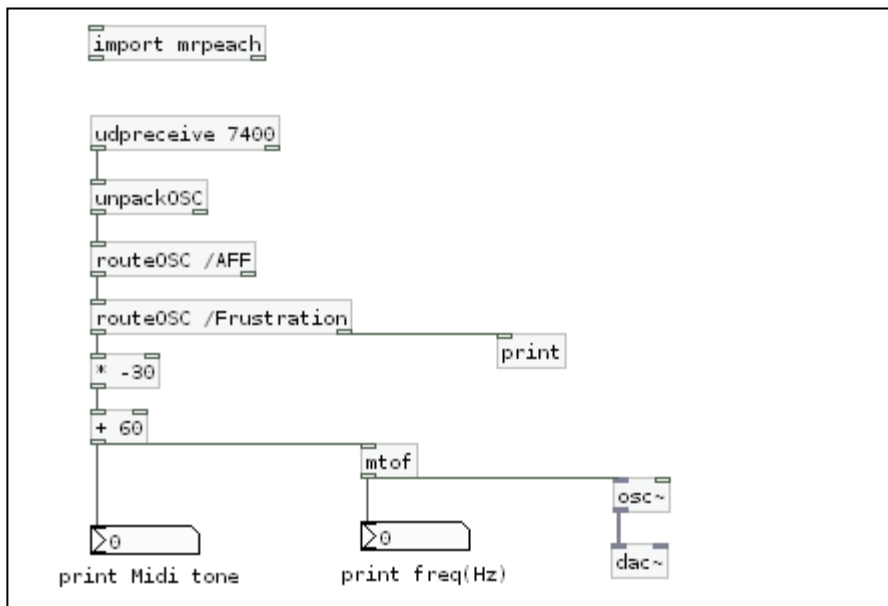 import mrpeach
udpreceive 7400
unpackOSC
routeOSC /AFF
routeOSC /Frustration
print
* -30
+ 60
mtof
osc~
0
0
dac~
print Midi tone
print freq(Hz)